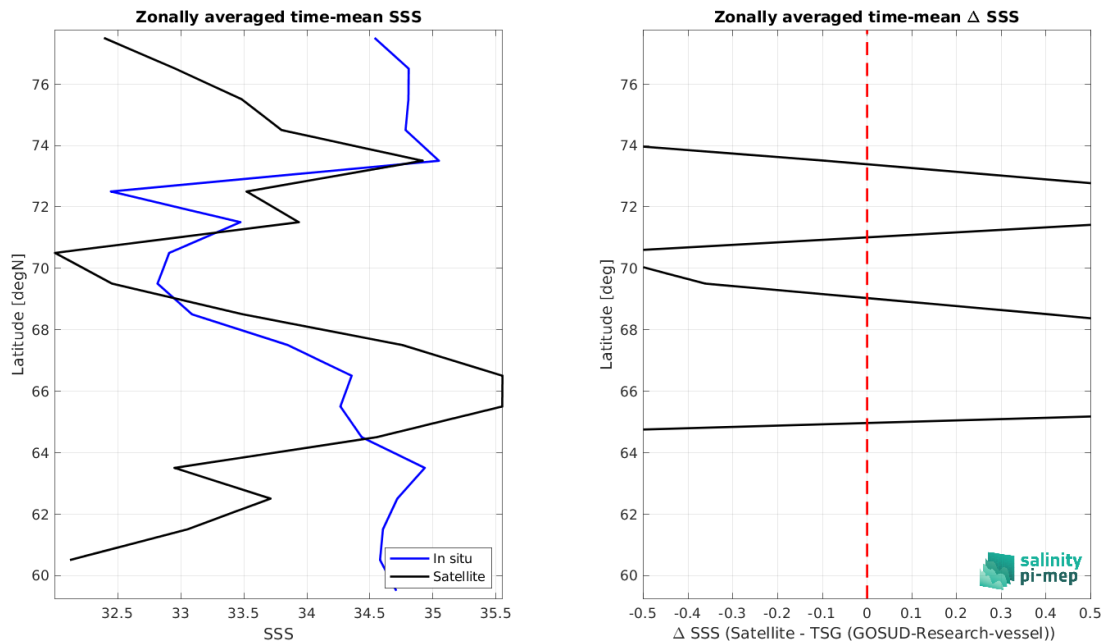 Zonally averaged time-mean SSS
76
74
72
70
68
66
64
62
60
Latitude [degN]
32.5 33 33.5 34 34.5 35 35.5
SSS
In situ
Satellite
Zonally averaged time-mean Δ SSS
76
74
72
70
68
66
64
62
60
Latitude [deg]
-0.5 -0.4 -0.3 -0.2 -0.1 0 0.1 0.2 0.3 0.4 0.5
Δ SSS (Satellite - TSG (GOSUD-Research-vessel))
salinity
pi-mep